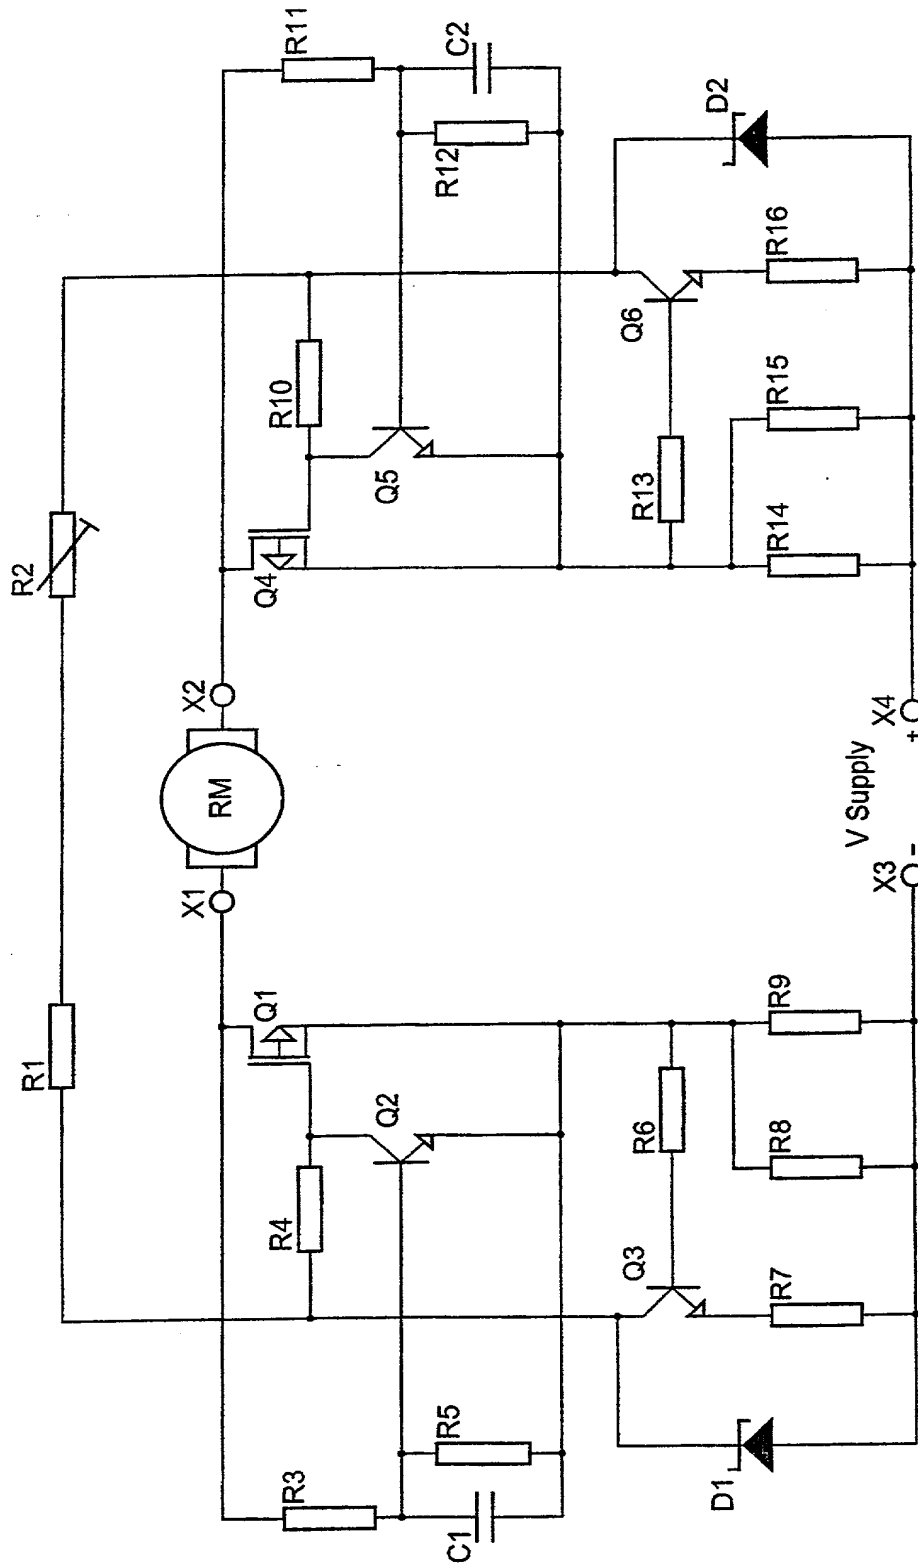 R1
R2
X1
RM
X2
R3
R4
Q1
Q2
R5
C1
Q4
R10
Q5
R11
R12
C2
D1
Q3
R6
R7
R8
R9
V Supply
- +
X3
X4
R13
Q6
R14
R15
R16
D2